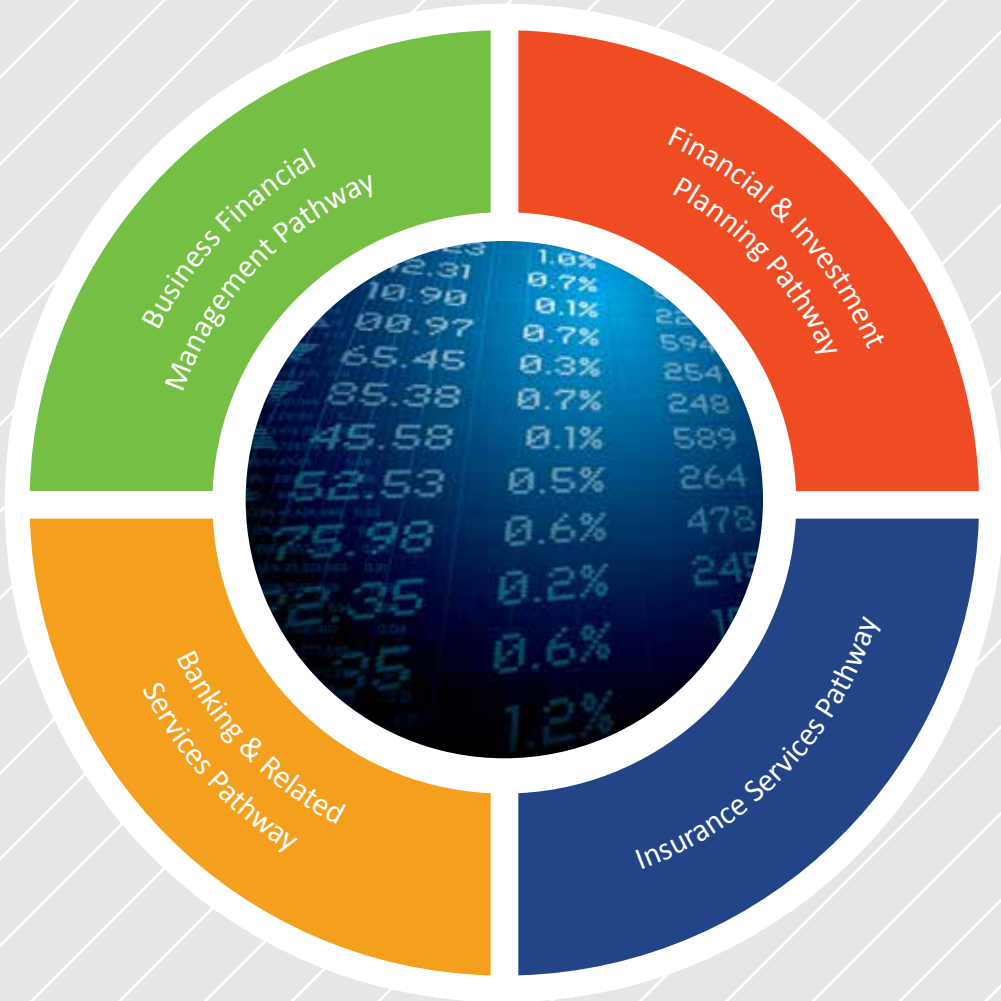 Business Financial
Management Pathway
Financial & Investment
Planning Pathway
1.0%
12.31 0.7%
10.90 0.1%
00.97 0.7% 594
65.45 0.3% 254
85.38 0.7% 248
45.58 0.1% 589
52.53 0.5% 264
75.98 0.6% 478
0.2% 245
0.6%
1.2%
Banking & Related
Services Pathway
Insurance Services Pathway